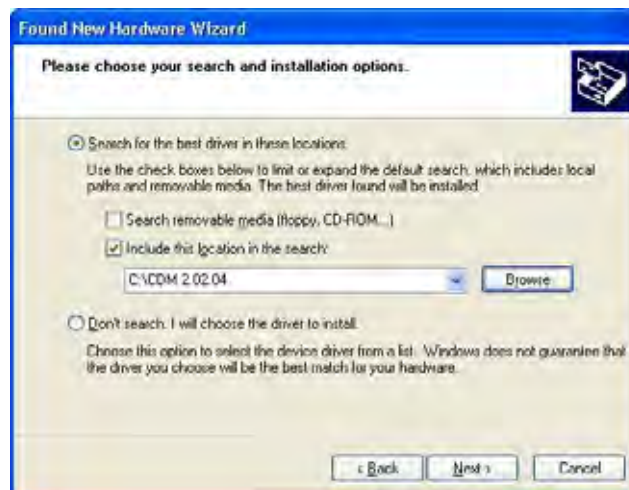 Found New Hardware Wizard
Please choose your search and installation options.
Search for the best driver in these locations.
Use the check boxes below to limit or expand the default search, which includes local
paths and removable media. The best driver found will be installed.
Search removable media (floppy, CD-ROM...)
Include this location in the search:
C:\CDM 2.02.04
Browse
Don't search. I will choose the driver to install.
Choose this option to select the device driver from a list. Windows does not guarantee that
the driver you choose will be the best match for your hardware.
< Back
Next >
Cancel